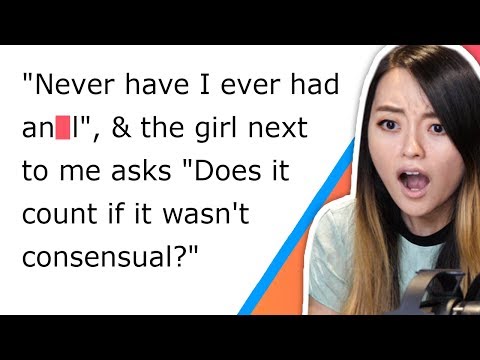 "Never have I ever had
an█l", & the girl next
to me asks "Does it
count if it wasn't
consensual?"